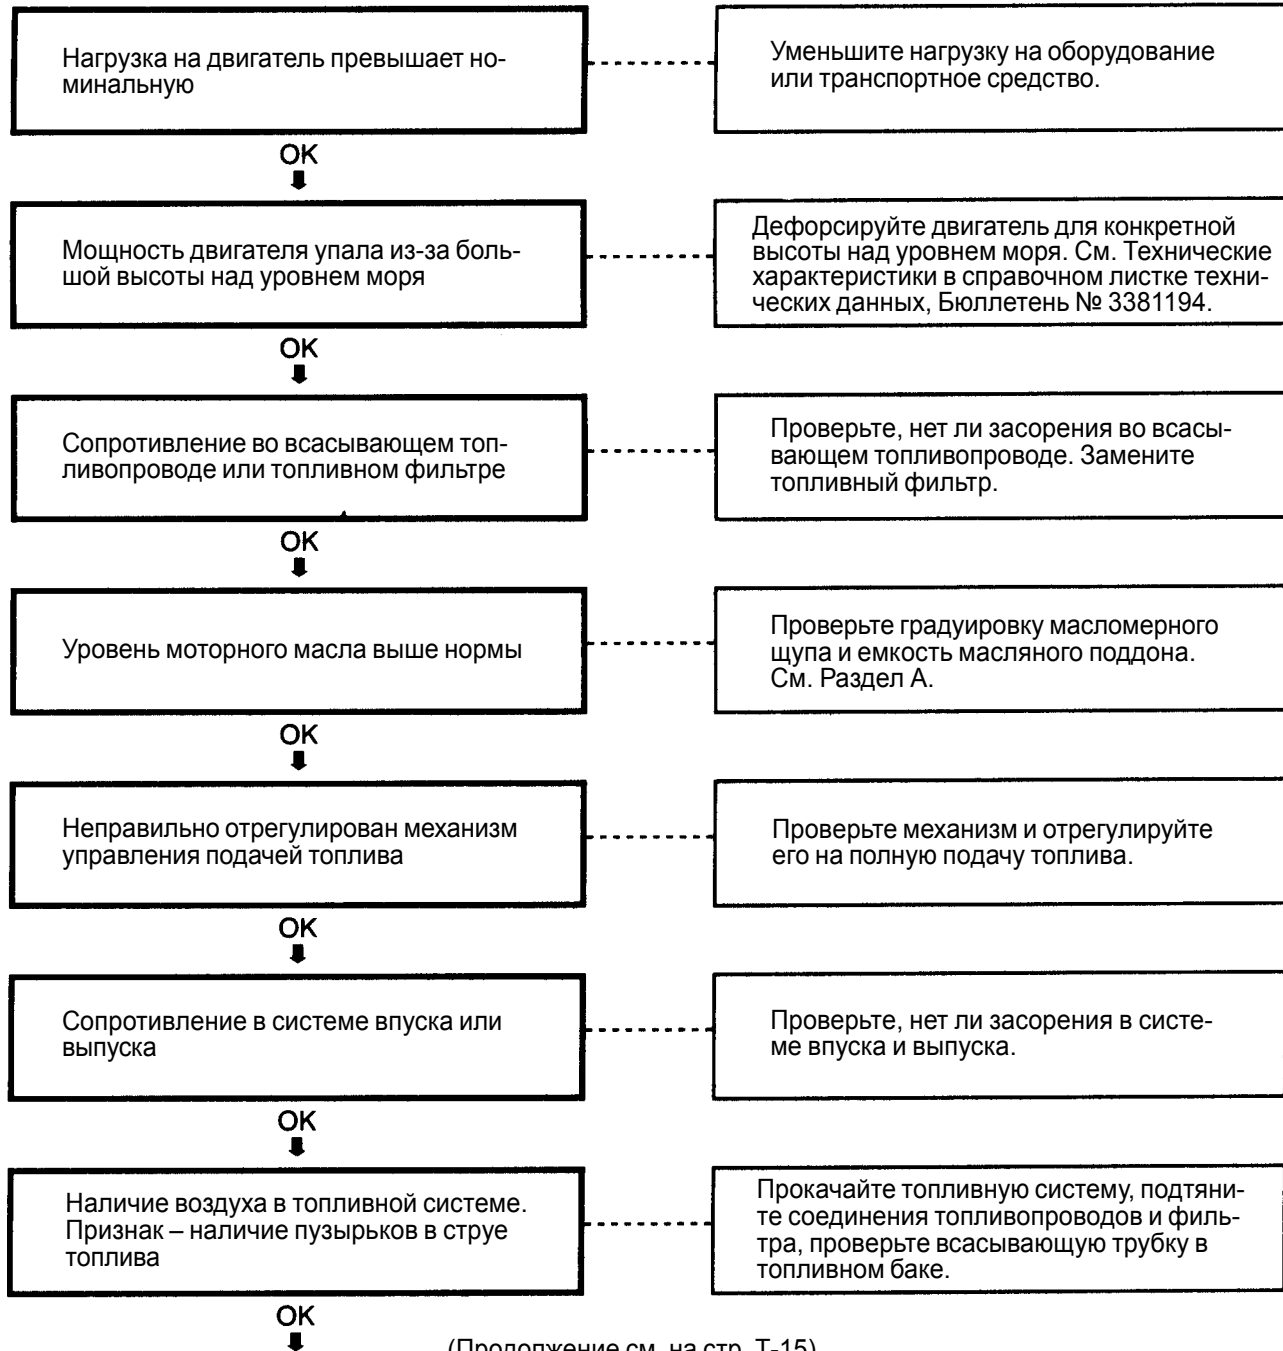 Нагрузка на двигатель превышает но-
минальную
Уменьшите нагрузку на оборудование
или транспортное средство.
OK
Мощность двигателя упала из-за боль-
шой высоты над уровнем моря
Дефорсируйте двигатель для конкретной
высоты над уровнем моря. См. Технические
характеристики в справочном листке техни-
ческих данных, Бюллетень № 3381194.
OK
Сопротивление во всасывающем топ-
ливопроводе или топливном фильтре
Проверьте, нет ли засорения во всасы-
вающем топливопроводе. Замените
топливный фильтр.
OK
Уровень моторного масла выше нормы
Проверьте градуировку масломерного
щупа и емкость масляного поддона.
См. Раздел А.
OK
Неправильно отрегулирован механизм
управления подачей топлива
Проверьте механизм и отрегулируйте
его на полную подачу топлива.
OK
Сопротивление в системе впуска или
выпуска
Проверьте, нет ли засорения в систе-
ме впуска и выпуска.
OK
Наличие воздуха в топливной системе.
Признак – наличие пузырьков в струе
топлива
Прокачайте топливную систему, подтяни-
те соединения топливопроводов и филь-
тра, проверьте всасывающую трубку в
топливном баке.
OK
(Продолжение см. на стр. Т-15)